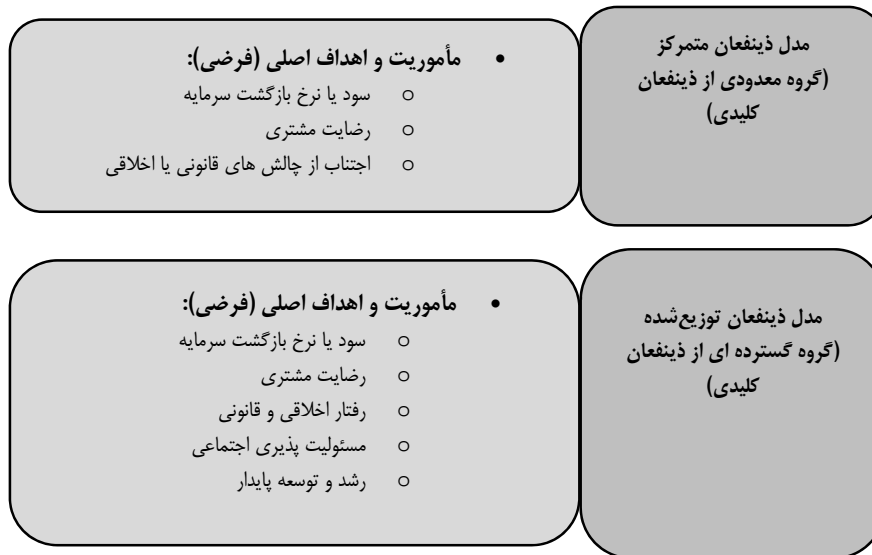 مدل ذینفعان متمرکز
(گروه معدودی از ذینفعان
کلیدی)
• مأموریت و اهداف اصلی (فرضی):
o سود یا نرخ بازگشت سرمایه
o رضایت مشتری
o اجتناب از چالش های قانونی یا اخلاقی
مدل ذینفعان توزیع‌شده
(گروه گسترده ای از ذینفعان
کلیدی)
• مأموریت و اهداف اصلی (فرضی):
o سود یا نرخ بازگشت سرمایه
o رضایت مشتری
o رفتار اخلاقی و قانونی
o مسئولیت پذیری اجتماعی
o رشد و توسعه پایدار